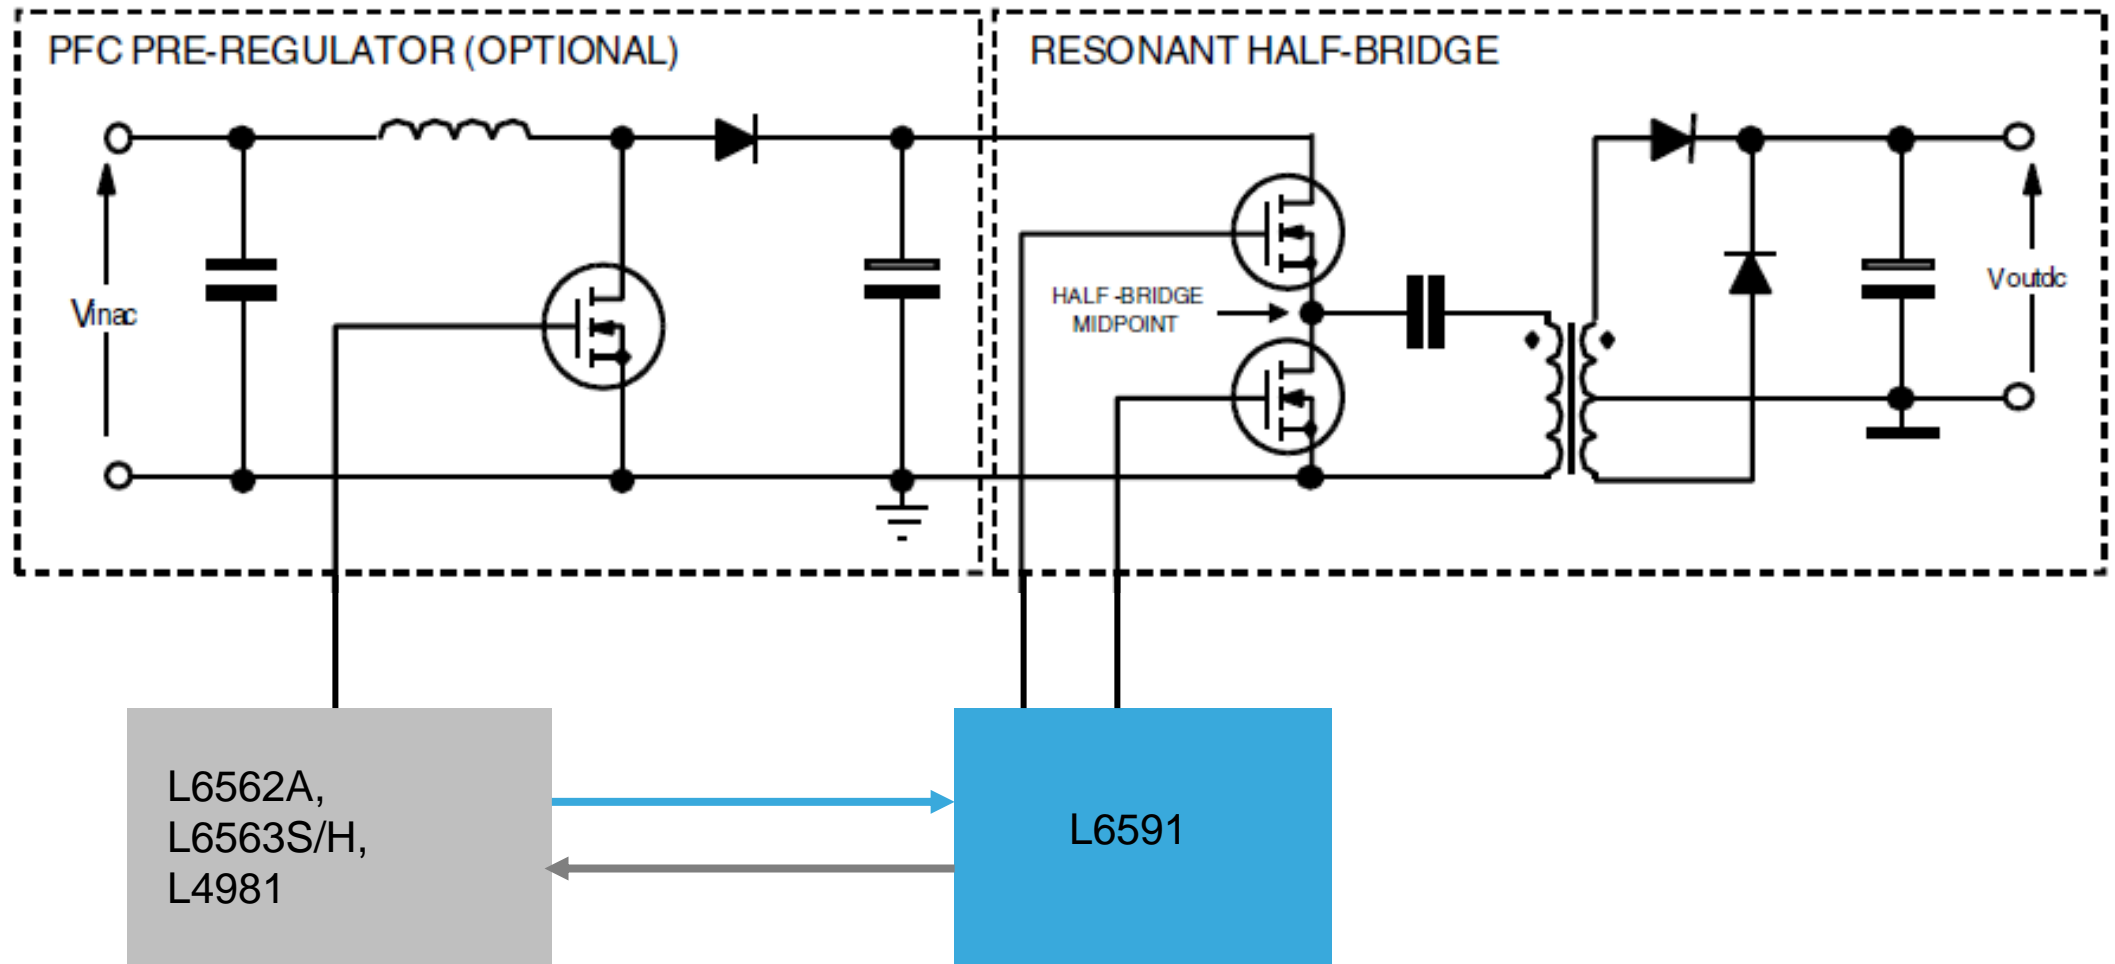 PFC PRE-REGULATOR (OPTIONAL)
RESONANT HALF-BRIDGE
Vinac
HALF -BRIDGE
MIDPOINT
Voutdc
L6562A,
L6563S/H,
L4981
L6591